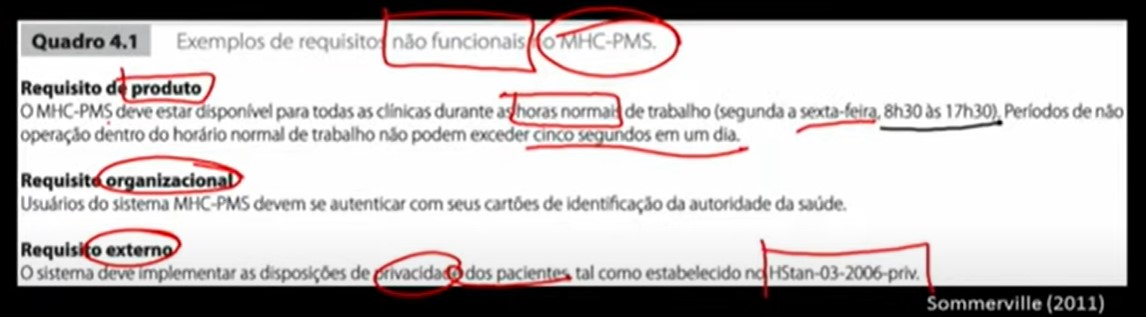 Quadro 4.1 Exemplos de requisitos não funcionais no MHC-PMS.
Requisito de produto
O MHC-PMS deve estar disponível para todas as clínicas durante as horas normais de trabalho (segunda a sexta-feira, 8h30 às 17h30). Períodos de não
operação dentro do horário normal de trabalho não podem exceder cinco segundos em um dia.
Requisito organizacional
Usuários do sistema MHC-PMS devem se autenticar com seus cartões de identificação da autoridade da saúde.
Requisito externo
O sistema deve implementar as disposições de privacidade dos pacientes, tal como estabelecido no HStan-03-2006-priv.
Sommerville (2011)